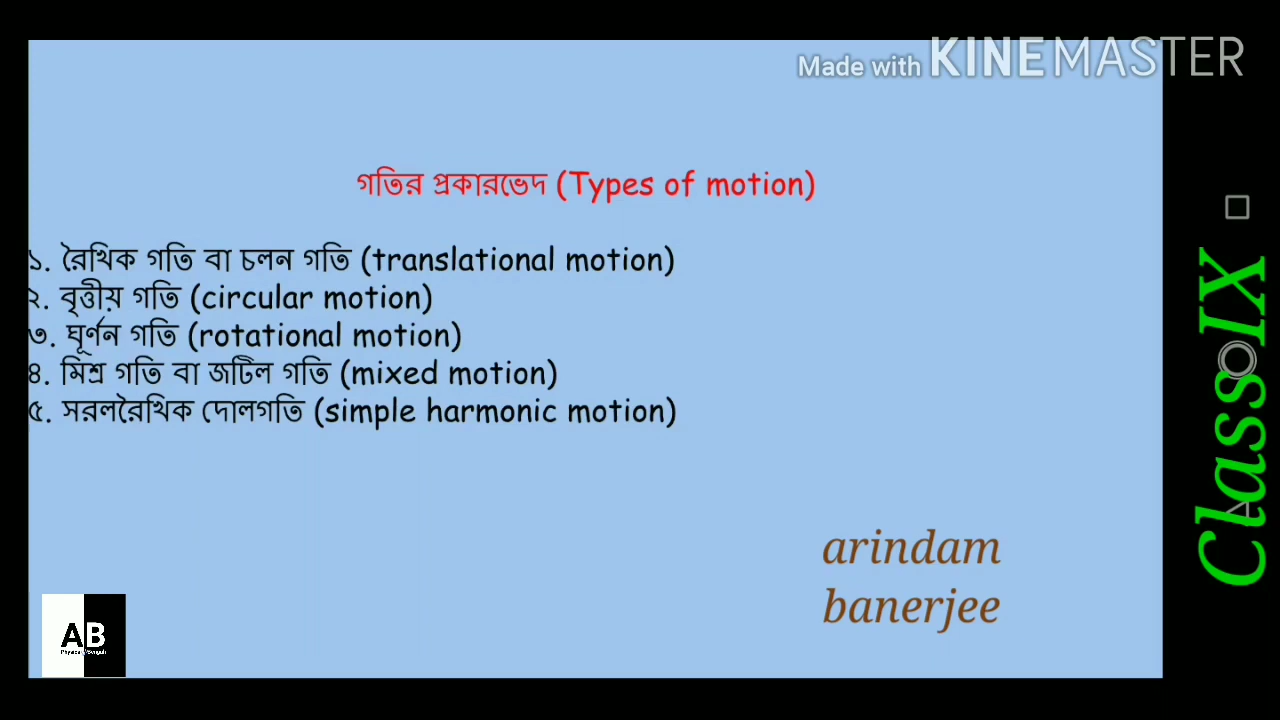 Made with KINEMASTER
গতির প্রকারভেদ (Types of motion)
১. রৈখিক গতি বা চলন গতি (translational motion)
২. বৃত্তীয় গতি (circular motion)
৩. ঘূর্ণন গতি (rotational motion)
৪. মিশ্র গতি বা জটিল গতি (mixed motion)
৫. সরলরৈখিক দোলগতি (simple harmonic motion)
Class IX
arindam
banerjee
AB